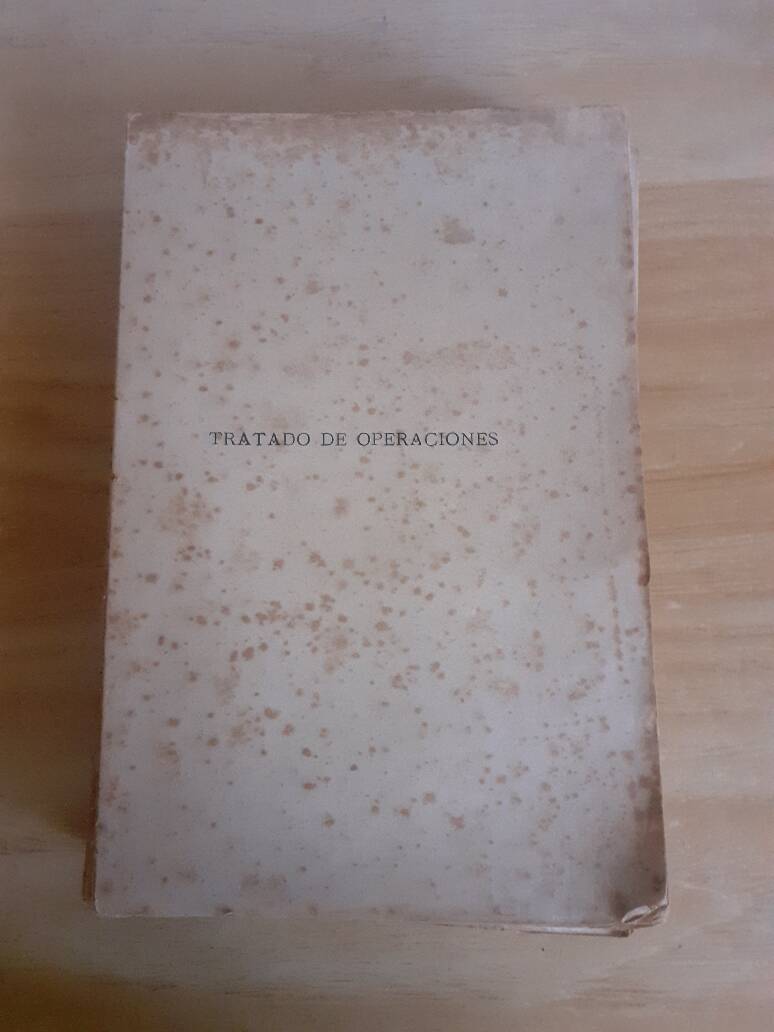 TRATADO DE OPERACIONES